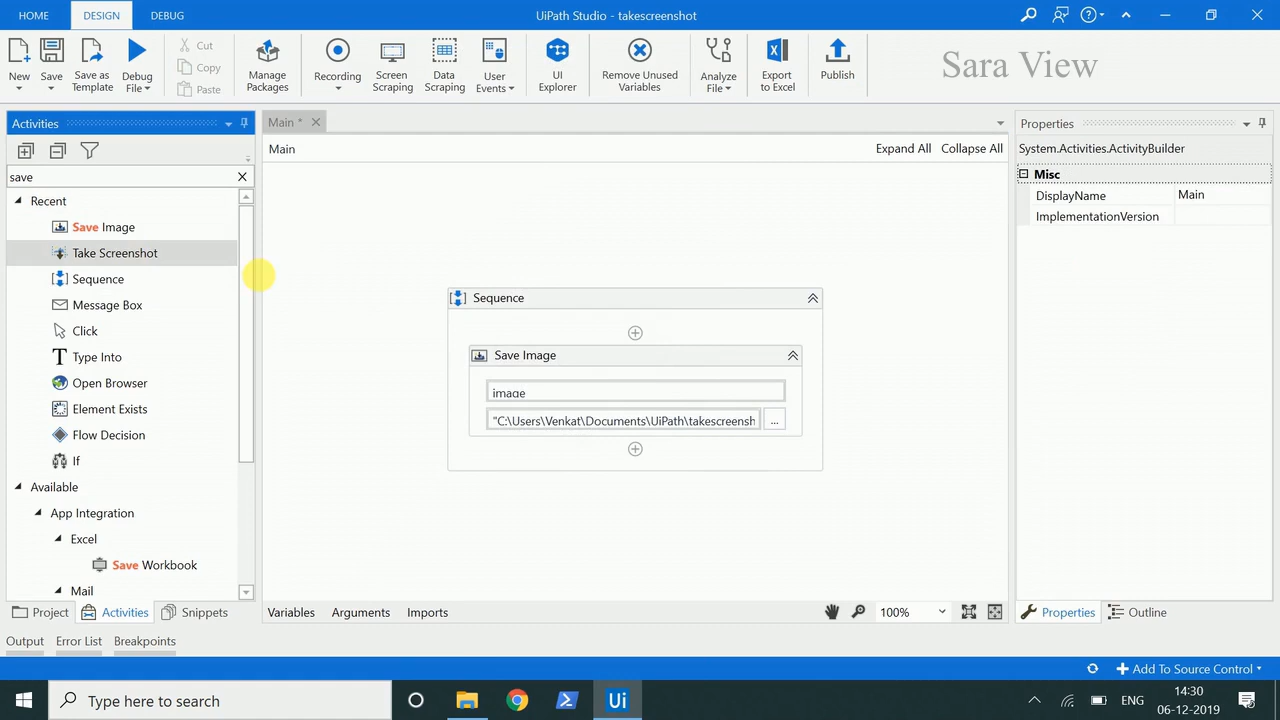 HOME
DESIGN
DEBUG
UiPath Studio - takescreenshot
New
Save
Save as Template
Debug File
Cut
Copy
Paste
Manage Packages
Recording
Screen Scraping
Data Scraping
User Events
UI Explorer
Remove Unused Variables
Analyze File
Export to Excel
Publish
Sara View
Activities
save
Recent
Save Image
Take Screenshot
Sequence
Message Box
Click
Type Into
Open Browser
Element Exists
Flow Decision
If
Available
App Integration
Excel
Save Workbook
Mail
Project
Activities
Snippets
Main *
Main
Expand All
Collapse All
Sequence
Save Image
image
"C:\Users\Venkat\Documents\UiPath\takescreensh
...
Variables
Arguments
Imports
100%
Properties
System.Activities.ActivityBuilder
Misc
DisplayName
Main
ImplementationVersion
Properties
Outline
Output
Error List
Breakpoints
Add To Source Control
Type here to search
Ui
ENG
14:30
06-12-2019